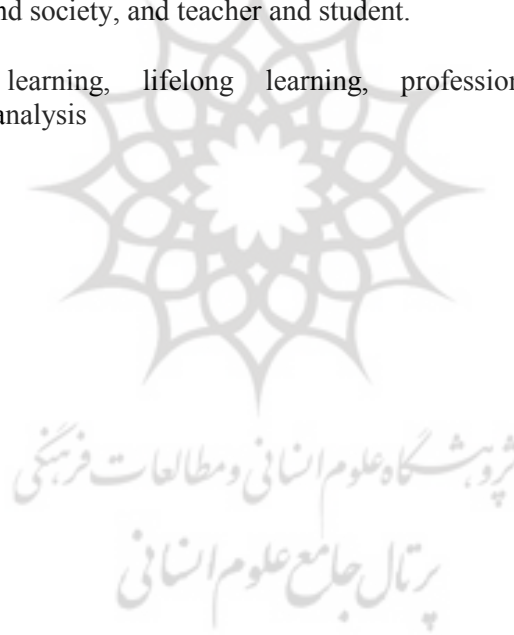 nd society, and teacher and student.
learning, lifelong learning, profession
analysis
پژوهشگاه علوم انسانی و مطالعات فرهنگی
پرتال جامع علوم انسانی